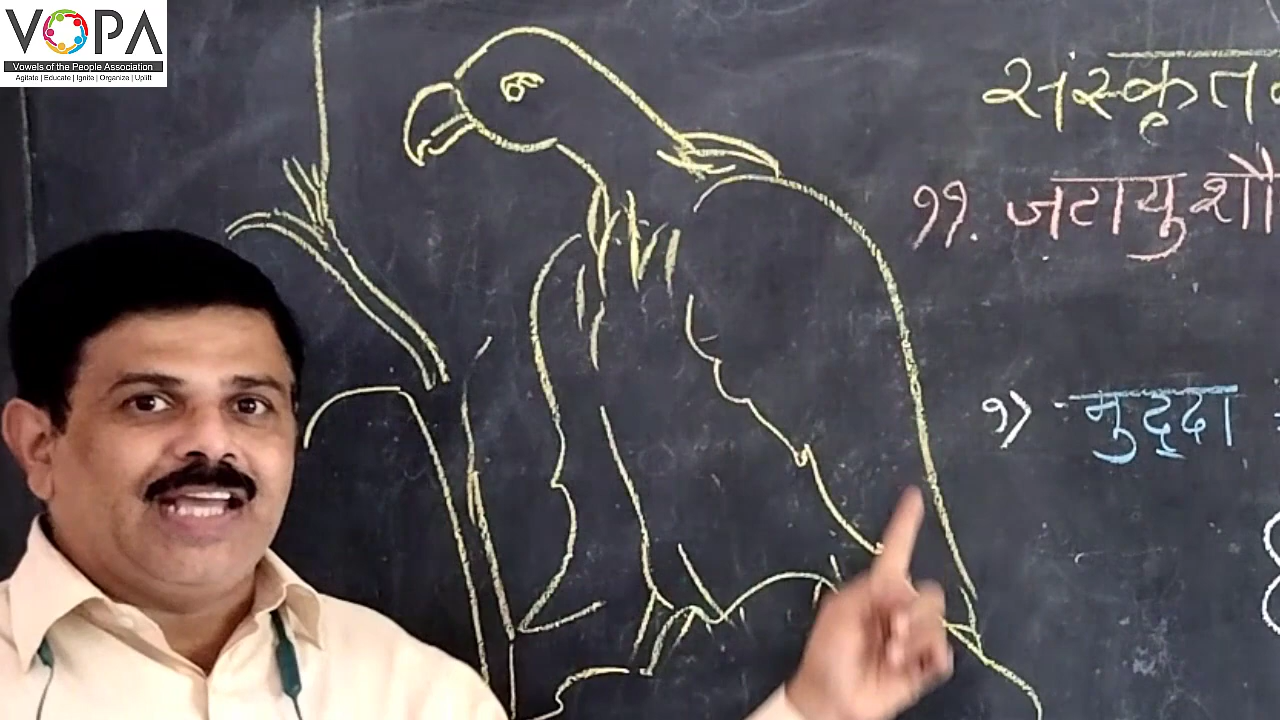 VOPA
Vowels of the People Association
Agitate | Educate | Ignite | Organize | Uplift
संस्कृत
११. जटायुशौ
१) मुद्दा